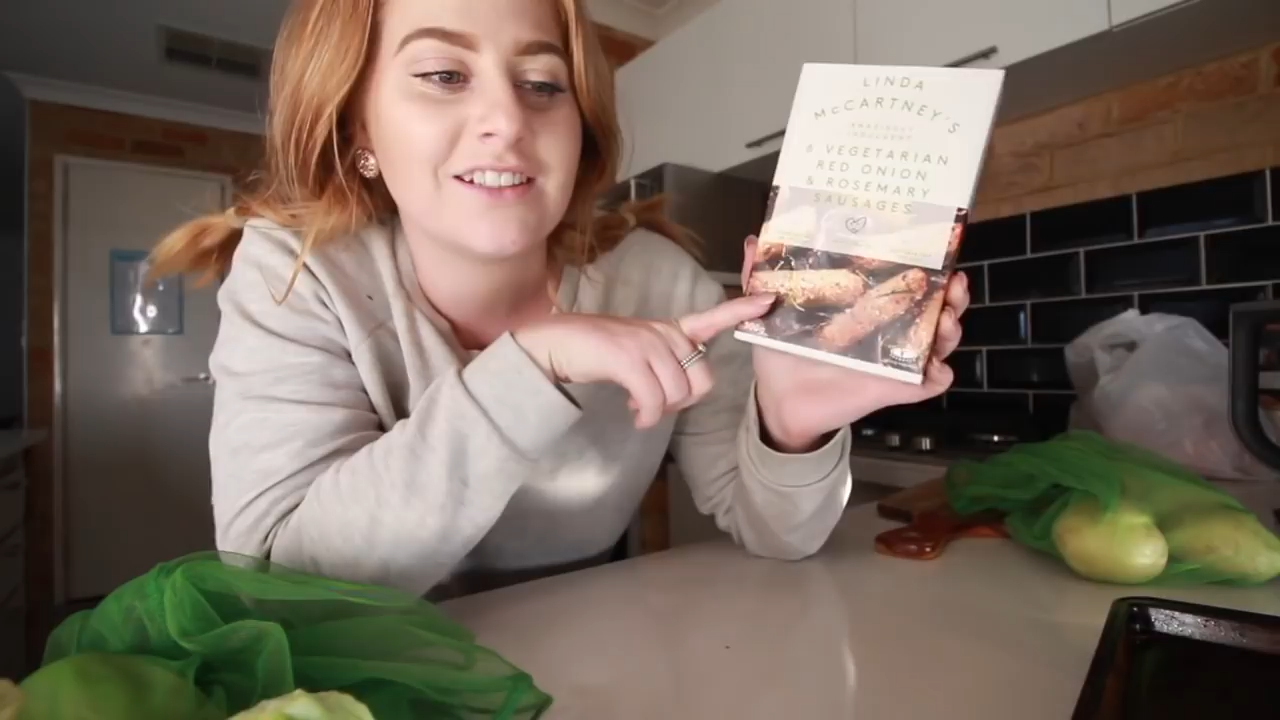 LINDA
McCARTNEY'S
6 VEGETARIAN
RED ONION
& ROSEMARY
SAUSAGES